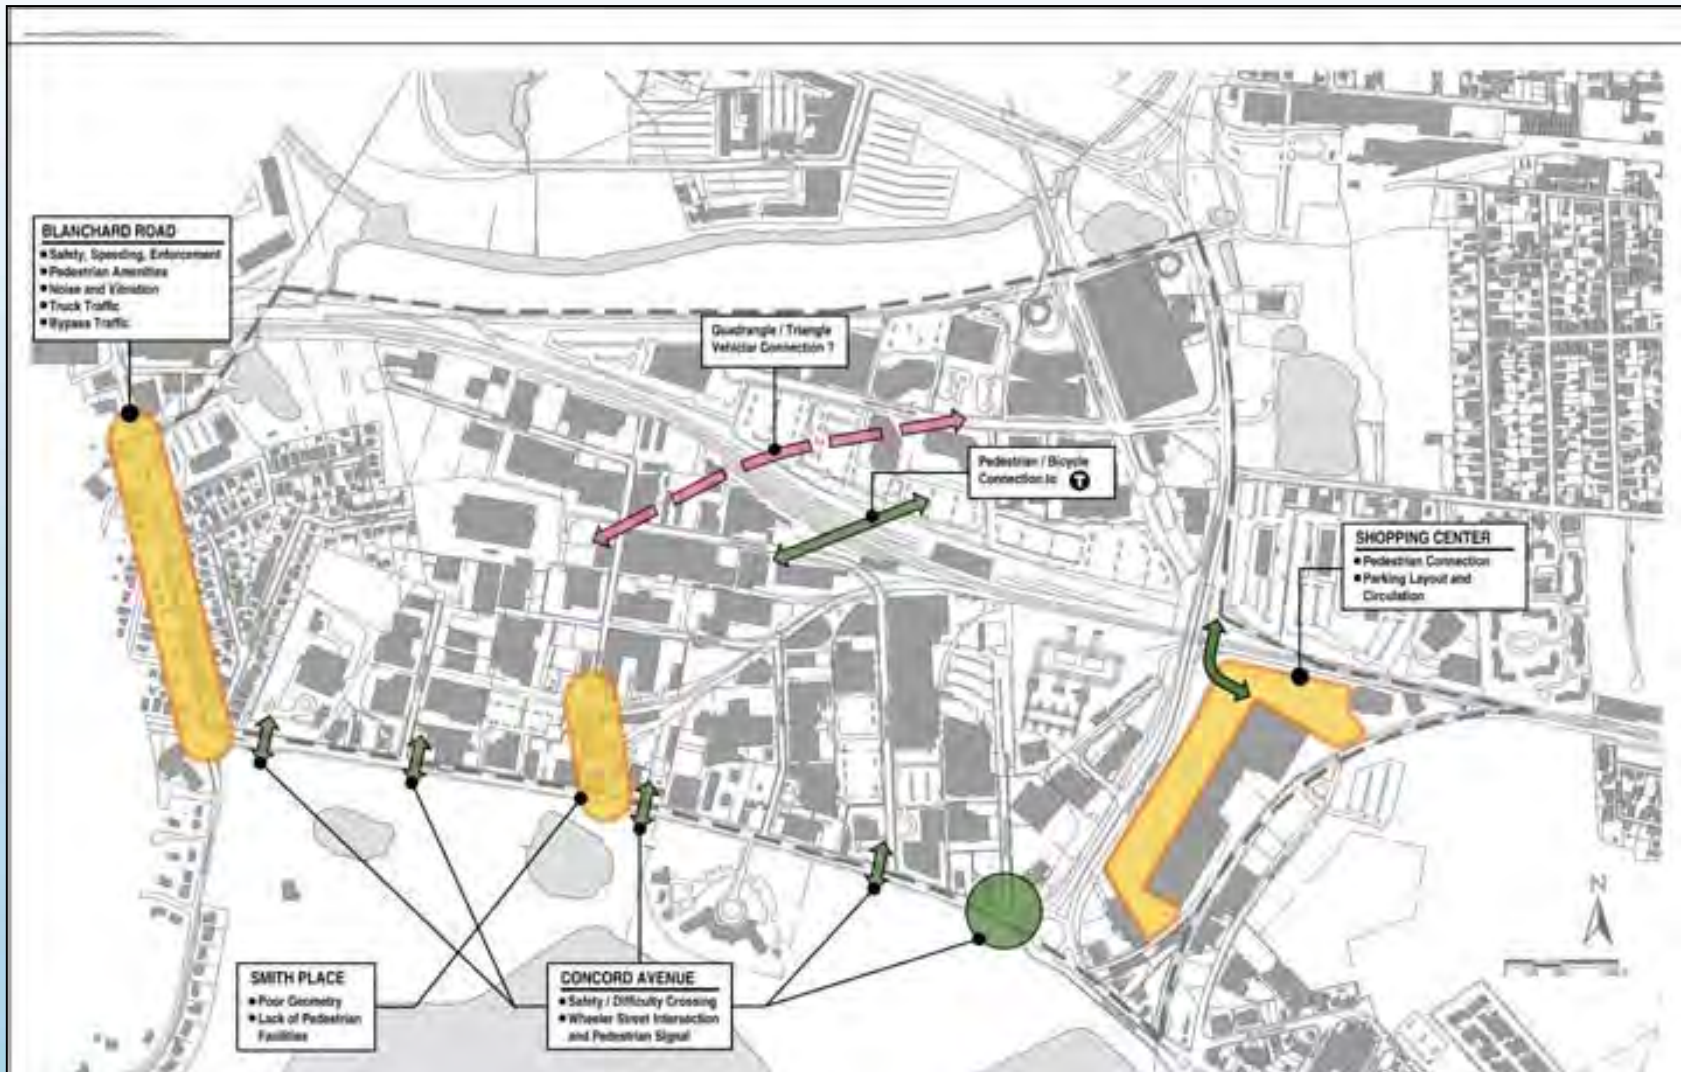 BLANCHARD ROAD
• Safety, Speeding, Enforcement
• Pedestrian Amenities
• Noise and Vibration
• Truck Traffic
• Bypass Traffic
Quadrangle / Triangle
Vehiclar Connection ?
Pedestrian / Bicycle
Connection to T
SHOPPING CENTER
• Pedestrian Connection
• Parking Layout and
Circulation
N
SMITH PLACE
• Poor Geometry
• Lack of Pedestrian
Facilities
CONCORD AVENUE
• Safety / Difficulty Crossing
• Wheeler Street Intersection
and Pedestrian Signal